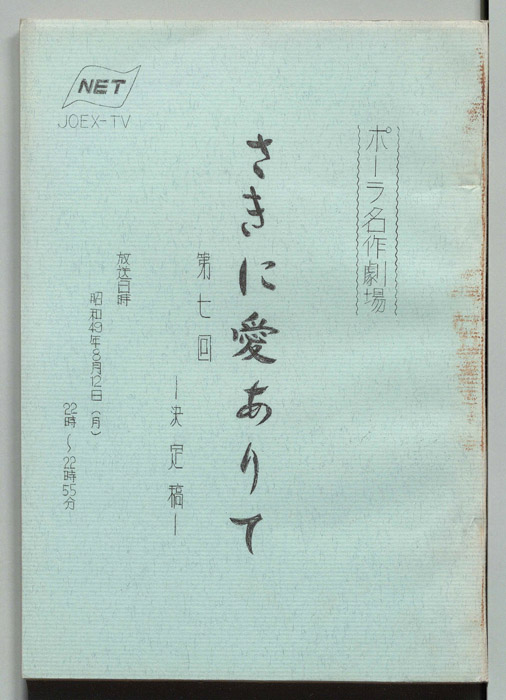 NET
JOEX-TV
ポーラ名作劇場
さきに愛ありて
第七回
―決定稿―
放送日時
昭和49年8月12日(月)
22時~22時55分